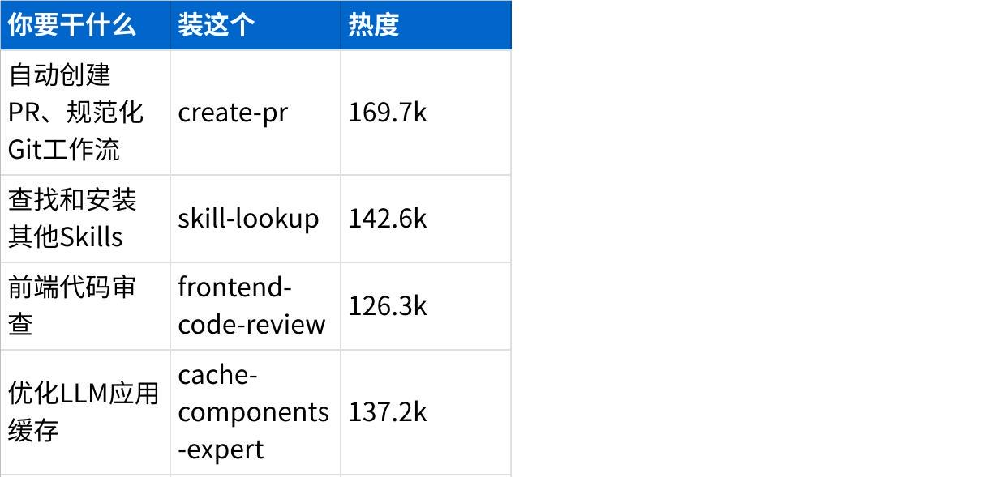 你要干什么 装这个 热度
自动创建
PR、规范化
Git工作流
create-pr
169.7k
查找和安装
其他Skills
skill-lookup
142.6k
前端代码审
查
frontend-
code-review
126.3k
优化LLM应用
缓存
cache-
components
-expert
137.2k